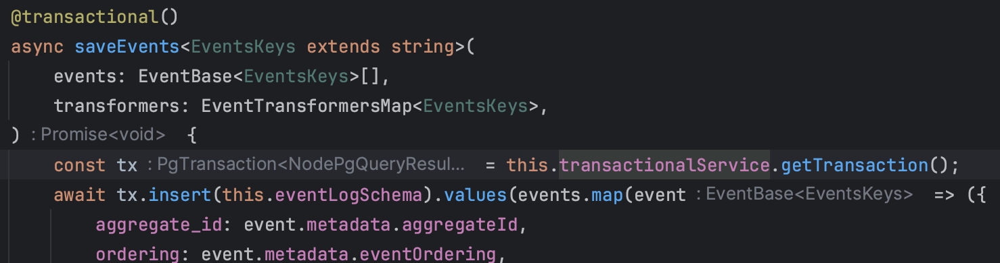 @transactional()
async saveEvents<EventsKeys extends string>(
events: EventBase<EventsKeys>[],
transformers: EventTransformersMap<EventsKeys>,
) : Promise<void> {
const tx : PgTransaction<NodePgQueryResul... = this.transactionalService.getTransaction();
await tx.insert(this.eventLogSchema).values(events.map(event : EventBase<EventsKeys> => ({
aggregate_id: event.metadata.aggregateId,
ordering: event.metadata.eventOrdering,